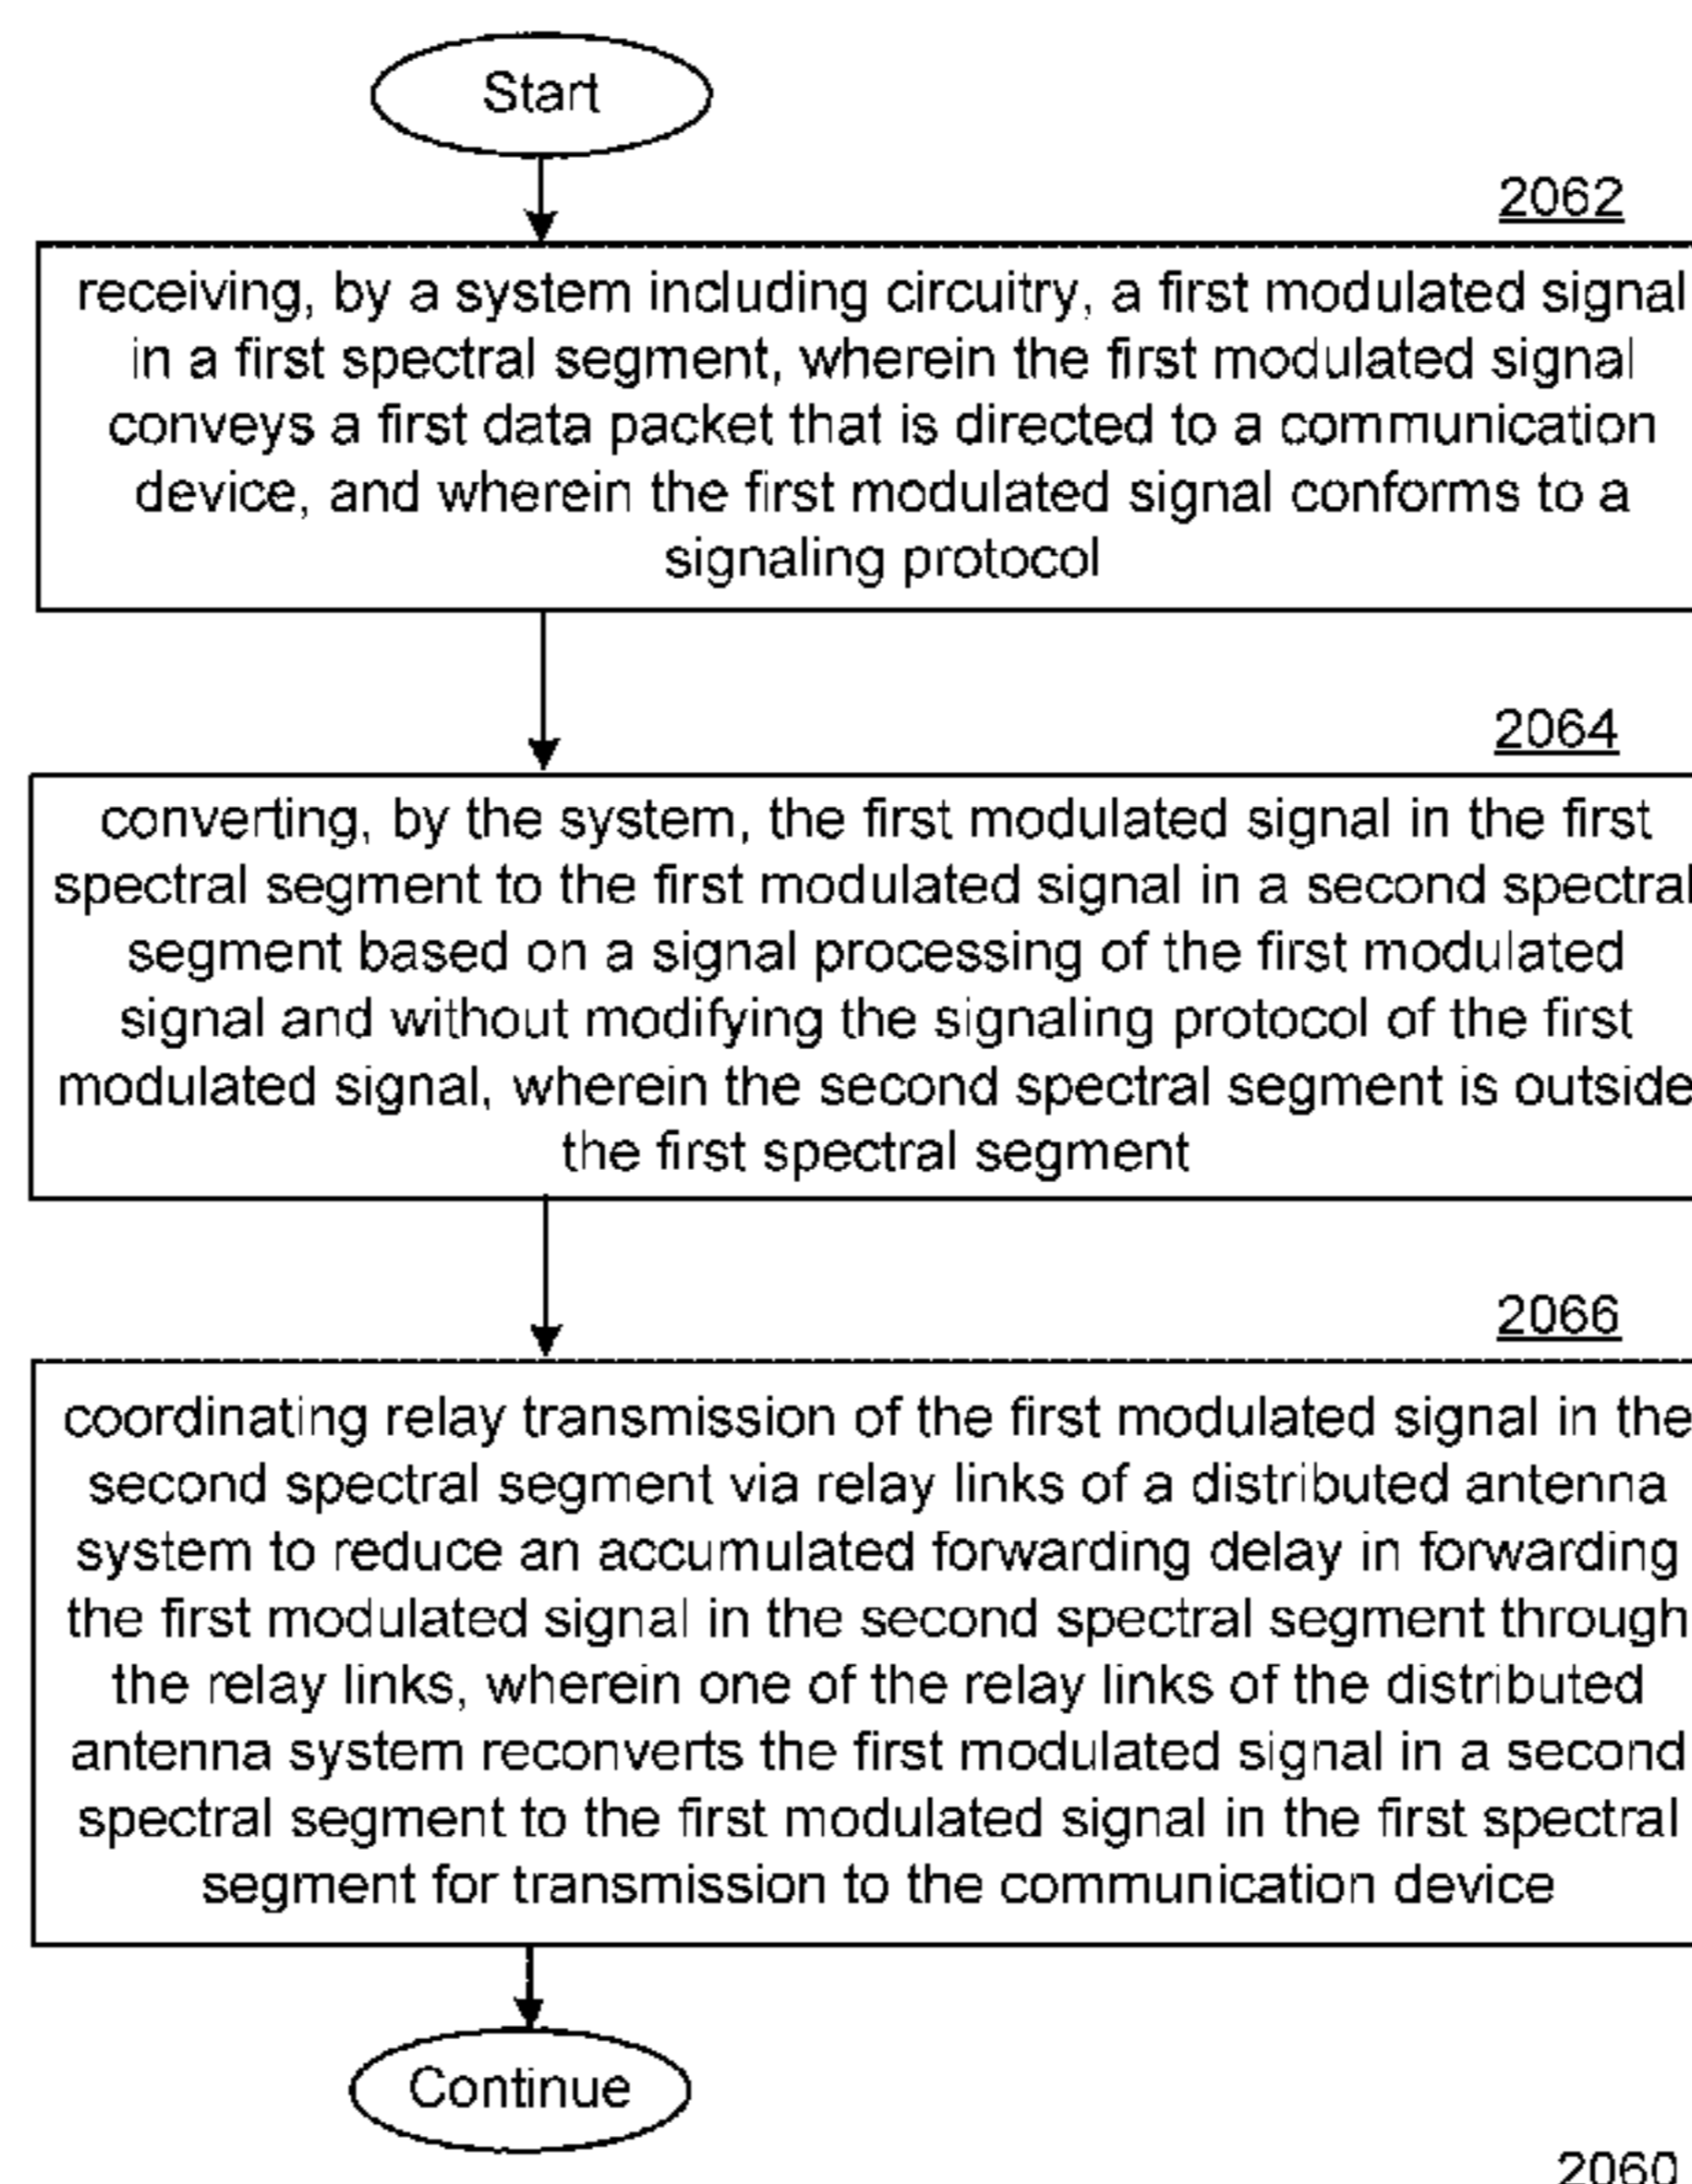 Start
2062
receiving, by a system including circuitry, a first modulated signal
in a first spectral segment, wherein the first modulated signal
conveys a first data packet that is directed to a communication
device, and wherein the first modulated signal conforms to a
signaling protocol
2064
converting, by the system, the first modulated signal in the first
spectral segment to the first modulated signal in a second spectral
segment based on a signal processing of the first modulated
signal and without modifying the signaling protocol of the first
modulated signal, wherein the second spectral segment is outside
the first spectral segment
2066
coordinating relay transmission of the first modulated signal in the
second spectral segment via relay links of a distributed antenna
system to reduce an accumulated forwarding delay in forwarding
the first modulated signal in the second spectral segment through
the relay links, wherein one of the relay links of the distributed
antenna system reconverts the first modulated signal in a second
spectral segment to the first modulated signal in the first spectral
segment for transmission to the communication device
Continue
2060